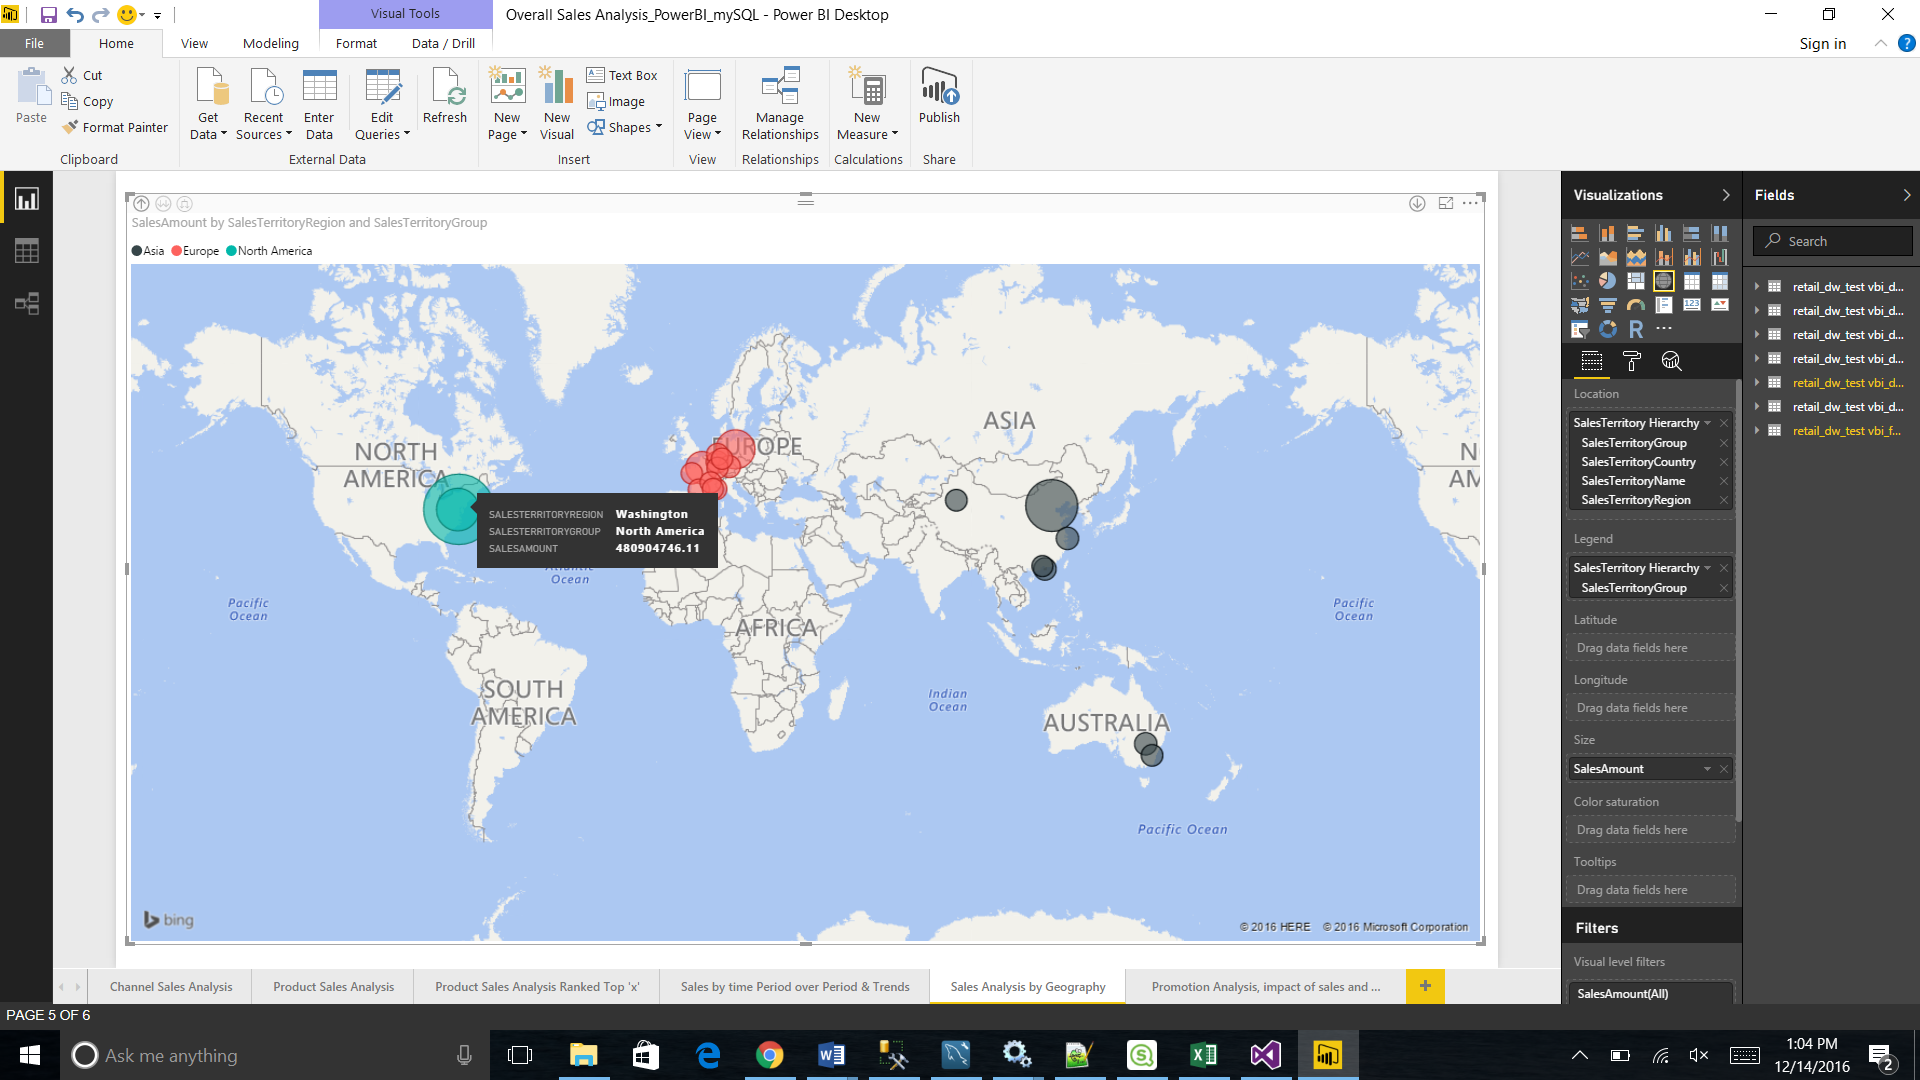 Visual Tools
Overall Sales Analysis_PowerBI_mySQL - Power BI Desktop
File
Home
View
Modeling
Format
Data / Drill
Sign in
?
Paste
Cut
Copy
Format Painter
Clipboard
Get Data
Recent Sources
Enter Data
Edit Queries
Refresh
External Data
New Page
New Visual
Text Box
Image
Shapes
Insert
Page View
View
Manage Relationships
Relationships
New Measure
Calculations
Publish
Share
SalesAmount by SalesTerritoryRegion and SalesTerritoryGroup
Asia Europe North America
NORTH AMERICA
EUROPE
ASIA
SALESTERRITORYREGION Washington
SALESTERRITORYGROUP North America
SALESAMOUNT 480904746.11
Ocean
Pacific Ocean
AFRICA
Pacific Ocean
SOUTH AMERICA
Indian Ocean
AUSTRALIA
Pacific Ocean
N
AM
bing
© 2016 HERE © 2016 Microsoft Corporation
Visualizations
R
123
Location
SalesTerritory Hierarchy
SalesTerritoryGroup
SalesTerritoryCountry
SalesTerritoryName
SalesTerritoryRegion
Legend
SalesTerritory Hierarchy
SalesTerritoryGroup
Latitude
Drag data fields here
Longitude
Drag data fields here
Size
SalesAmount
Color saturation
Drag data fields here
Tooltips
Drag data fields here
Filters
Visual level filters
SalesAmount(All)
Fields
Search
retail_dw_test vbi_d...
retail_dw_test vbi_d...
retail_dw_test vbi_d...
retail_dw_test vbi_d...
retail_dw_test vbi_d...
retail_dw_test vbi_d...
retail_dw_test vbi_f...
Channel Sales Analysis
Product Sales Analysis
Product Sales Analysis Ranked Top 'x'
Sales by time Period over Period & Trends
Sales Analysis by Geography
Promotion Analysis, impact of sales and ...
PAGE 5 OF 6
Ask me anything
1:04 PM
12/14/2016
2